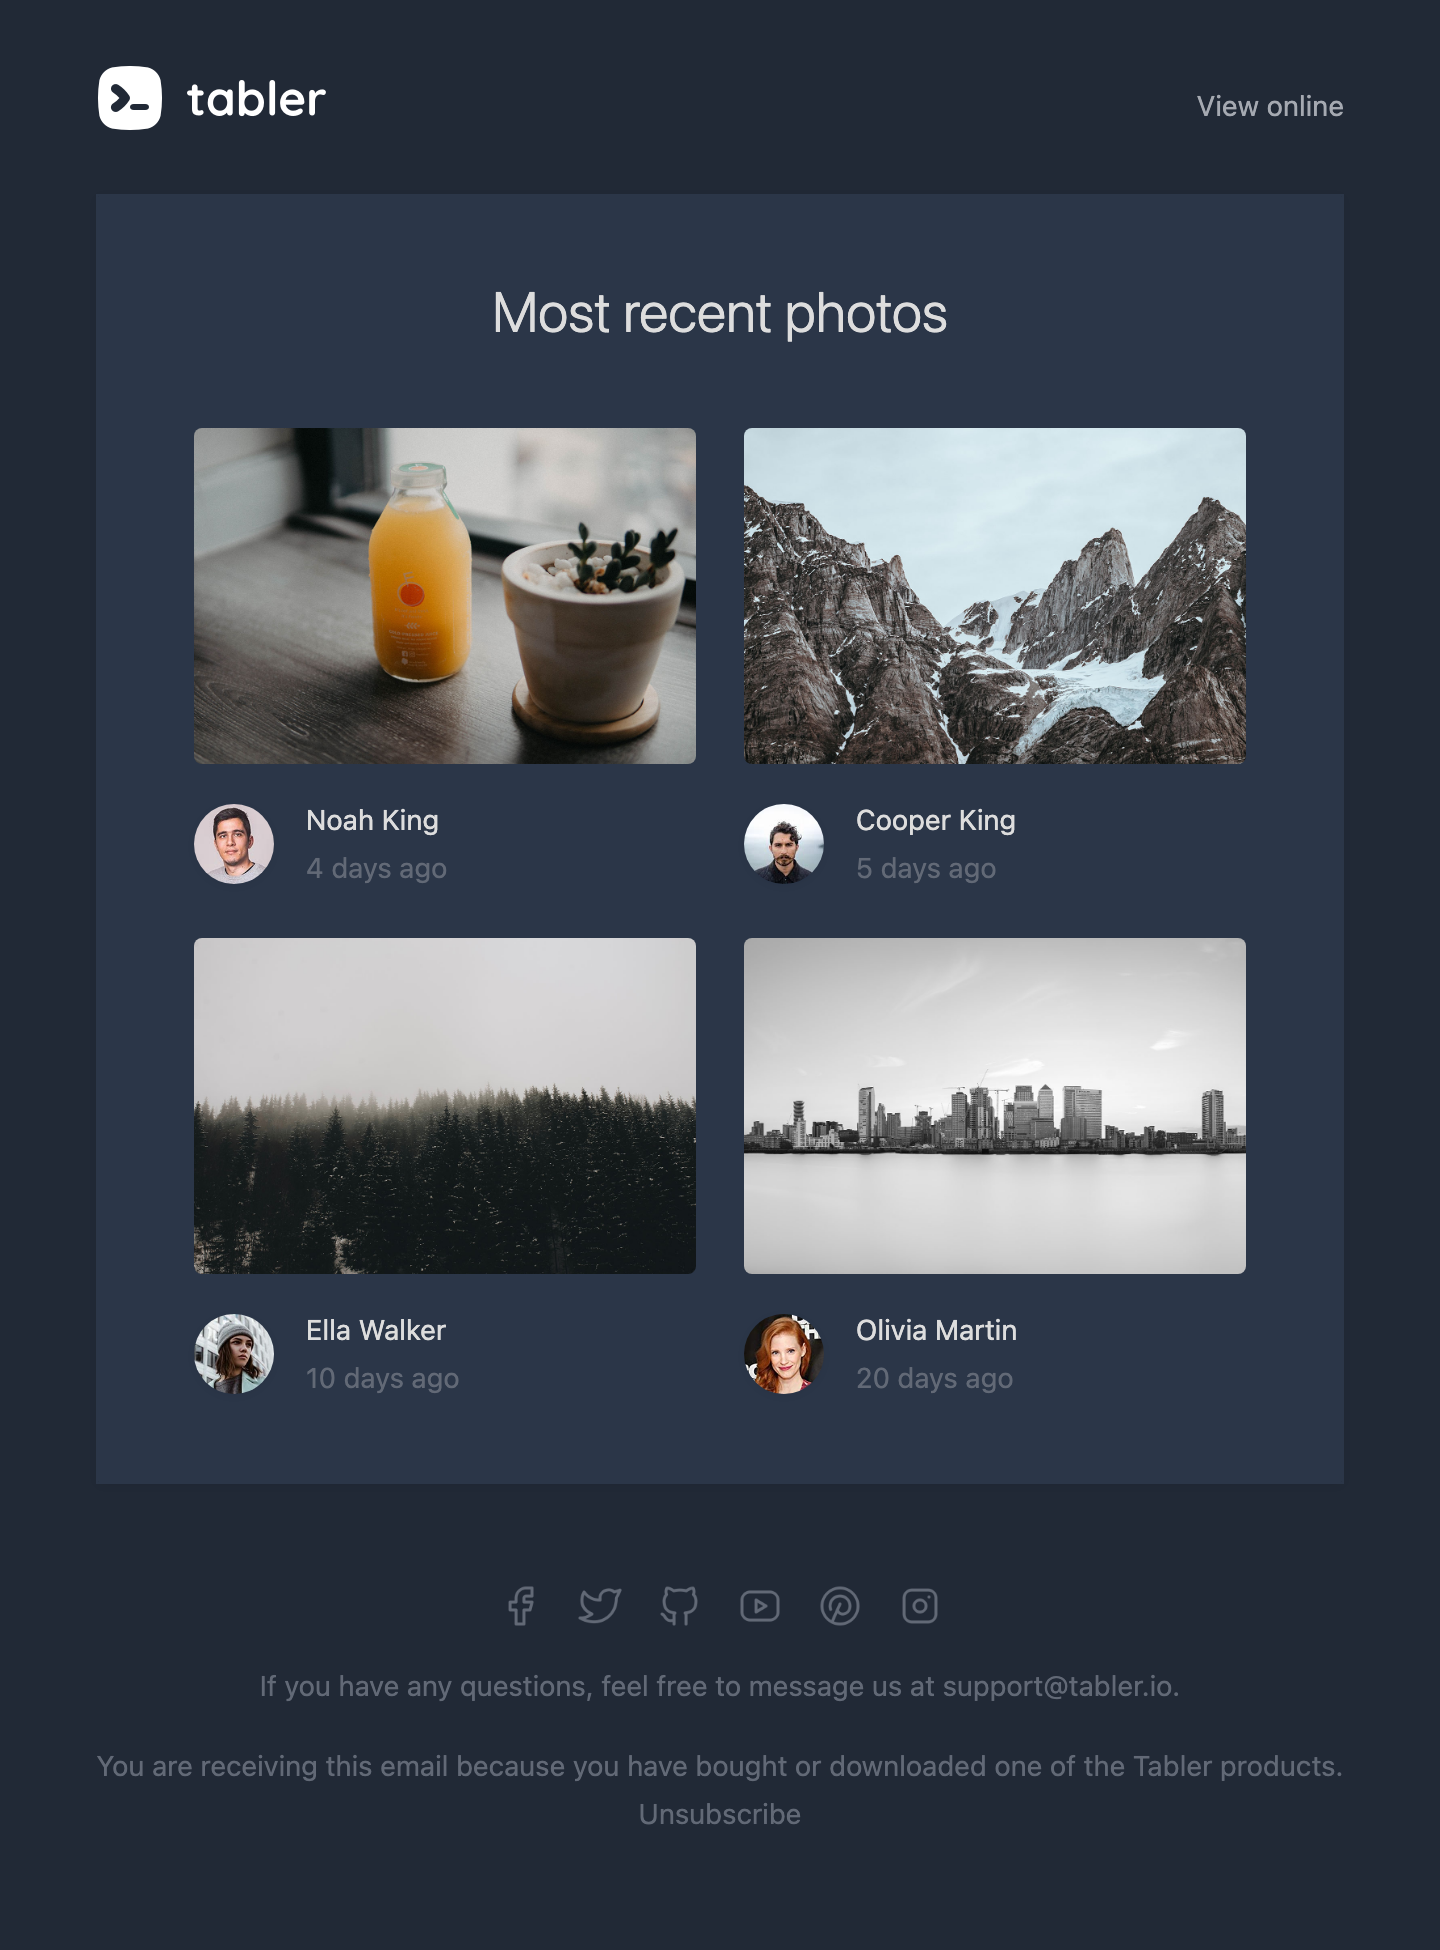 tabler
View online
Most recent photos
Noah King
4 days ago
Cooper King
5 days ago
Ella Walker
10 days ago
Olivia Martin
20 days ago
If you have any questions, feel free to message us at support@tabler.io.
You are receiving this email because you have bought or downloaded one of the Tabler products.
Unsubscribe